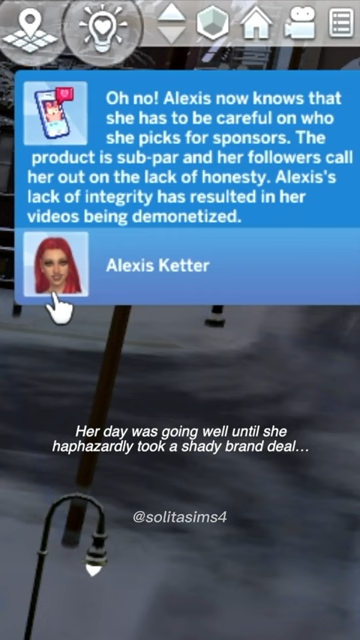 Oh no! Alexis now knows that
she has to be careful on who
she picks for sponsors. The
product is sub-par and her followers call
her out on the lack of honesty. Alexis's
lack of integrity has resulted in her
videos being demonetized.
Alexis Ketter
Her day was going well until she
haphazardly took a shady brand deal...
@solitasims4